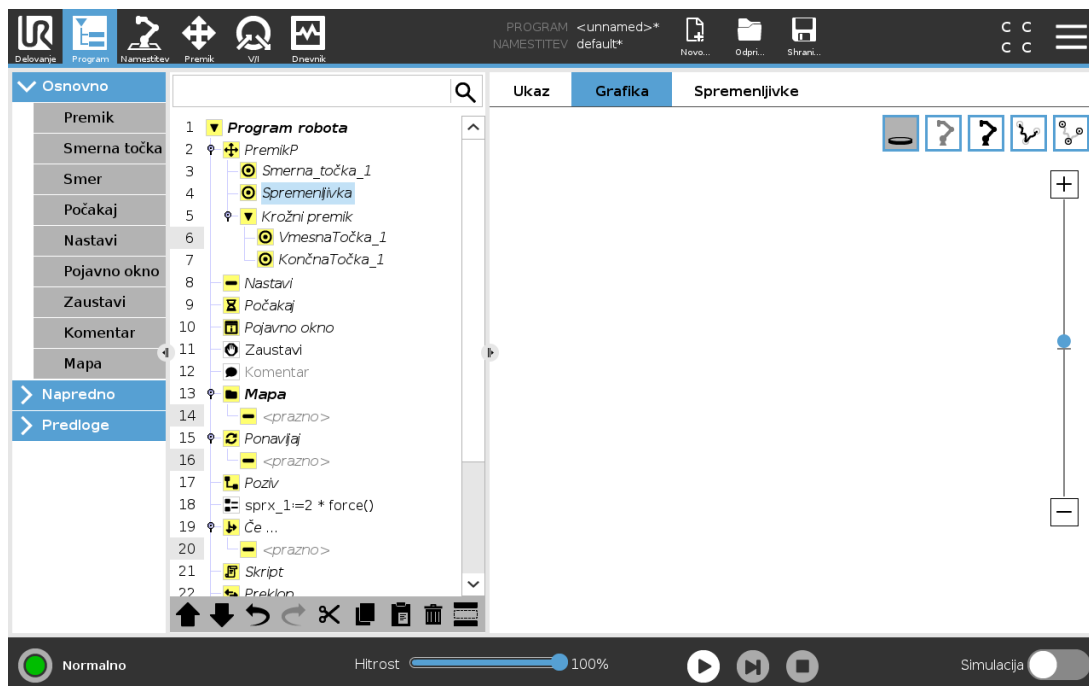 PROGRAM <unnamed>*
NAMESTITEV default*
C C
C C
Delovanje Program Namestitev Premik V/I Dnevnik Novo... Odpri... Shrani...
Osnovno
Premik
Smerna točka
Smer
Počakaj
Nastavi
Pojavno okno
Zaustavi
Komentar
Mapa
Napredno
Predloge
1 Program robota
2 PremikP
3 Smerna_točka_1
4 Spremenljivka
5 Krožni premik
6 VmesnaTočka_1
7 KončnaTočka_1
8 Nastavi
9 Počakaj
10 Pojavno okno
11 Zaustavi
12 Komentar
13 Mapa
14 <prazno>
15 Ponavljaj
16 <prazno>
17 Poziv
18 sprx_1:=2 * force()
19 Če ...
20 <prazno>
21 Skript
22 Preklop
Ukaz Grafika Spremenljivke
Normalno Hitrost 100% Simulacija